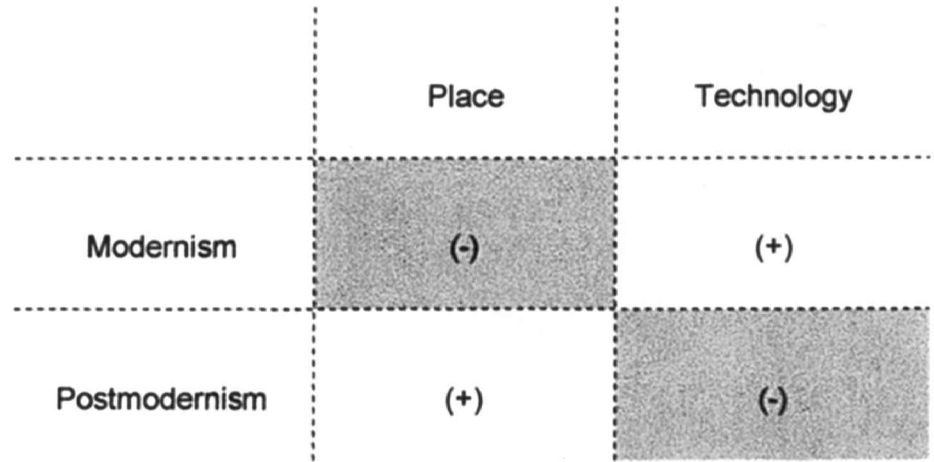 Place Technology
Modernism (-) (+)
Postmodernism (+) (-)